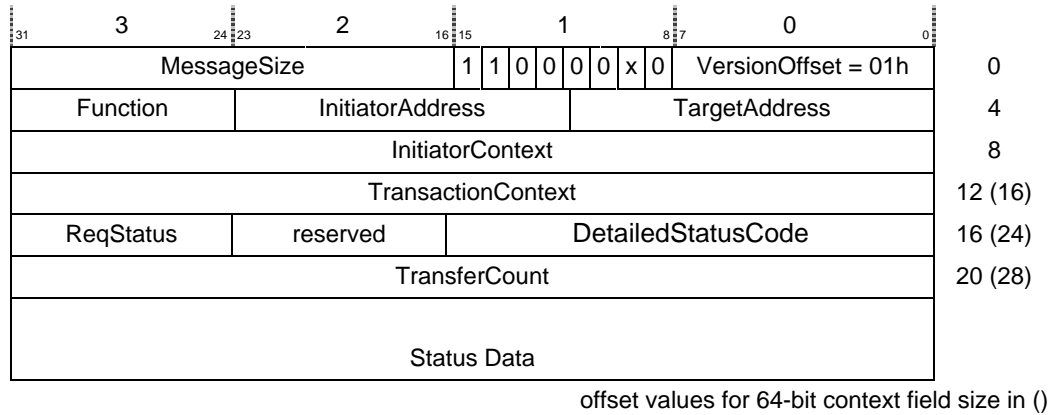 3 2 1 0
31 24 23 16 15 8 7 0
MessageSize 1 1 0 0 0 0 x 0 VersionOffset = 01h 0
Function InitiatorAddress TargetAddress 4
InitiatorContext 8
TransactionContext 12 (16)
ReqStatus reserved DetailedStatusCode 16 (24)
TransferCount 20 (28)
Status Data
offset values for 64-bit context field size in ()